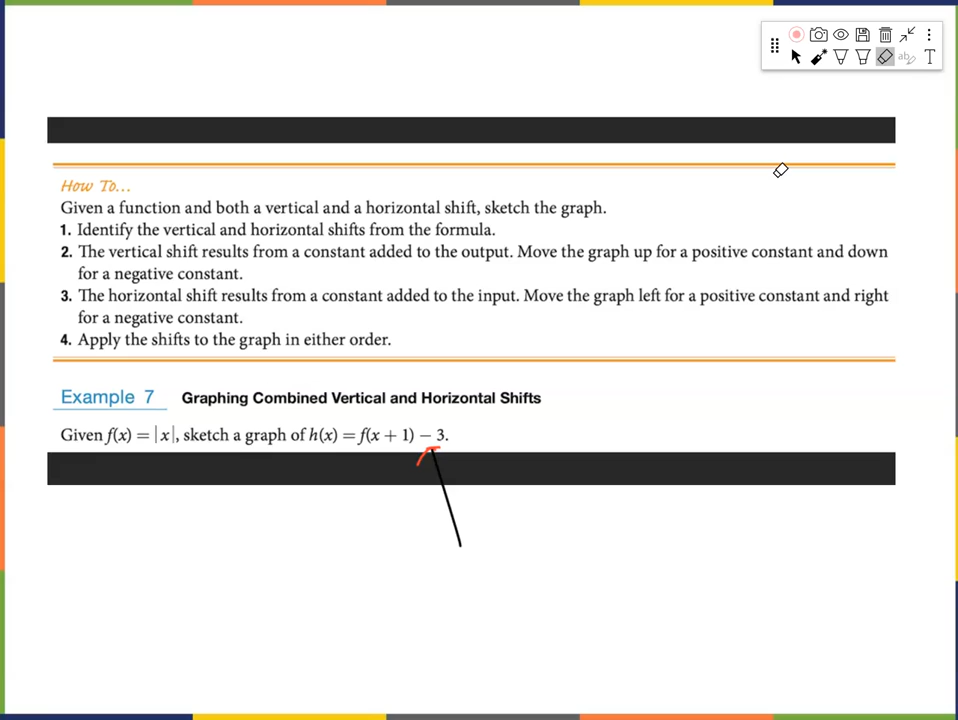 ab
T
How To...
Given a function and both a vertical and a horizontal shift, sketch the graph.
1. Identify the vertical and horizontal shifts from the formula.
2. The vertical shift results from a constant added to the output. Move the graph up for a positive constant and down
for a negative constant.
3. The horizontal shift results from a constant added to the input. Move the graph left for a positive constant and right
for a negative constant.
4. Apply the shifts to the graph in either order.
Example 7 Graphing Combined Vertical and Horizontal Shifts
Given f(x) = |x|, sketch a graph of h(x) = f(x + 1) − 3.